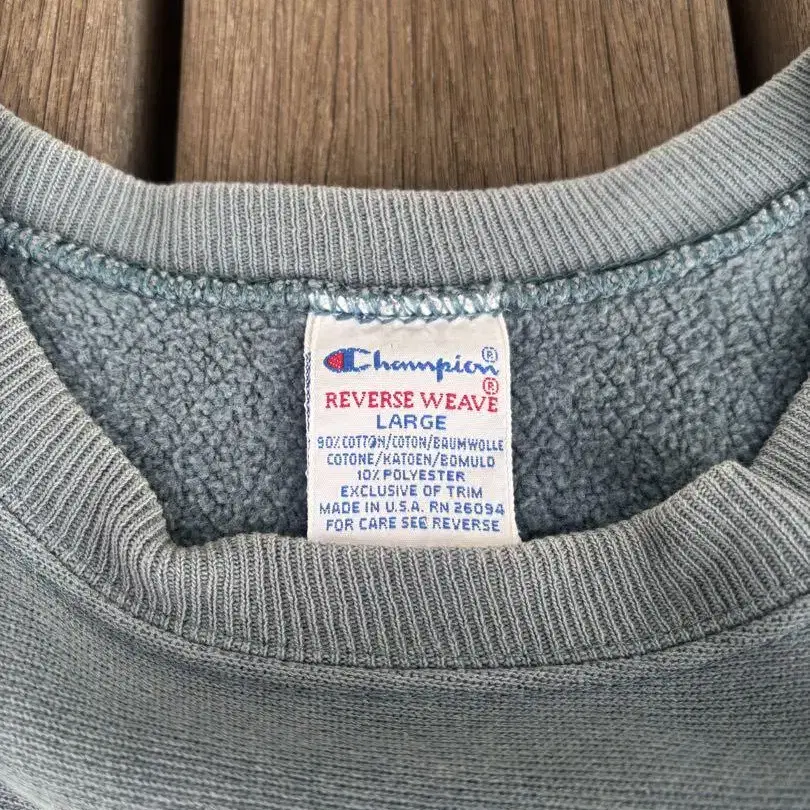 Champion®
REVERSE WEAVE®
LARGE
90% COTTON/COTON/BAUMWOLLE
COTONE/KATOEN/BOMULD
10% POLYESTER
EXCLUSIVE OF TRIM
MADE IN U.S.A. RN 26094
FOR CARE SEE REVERSE